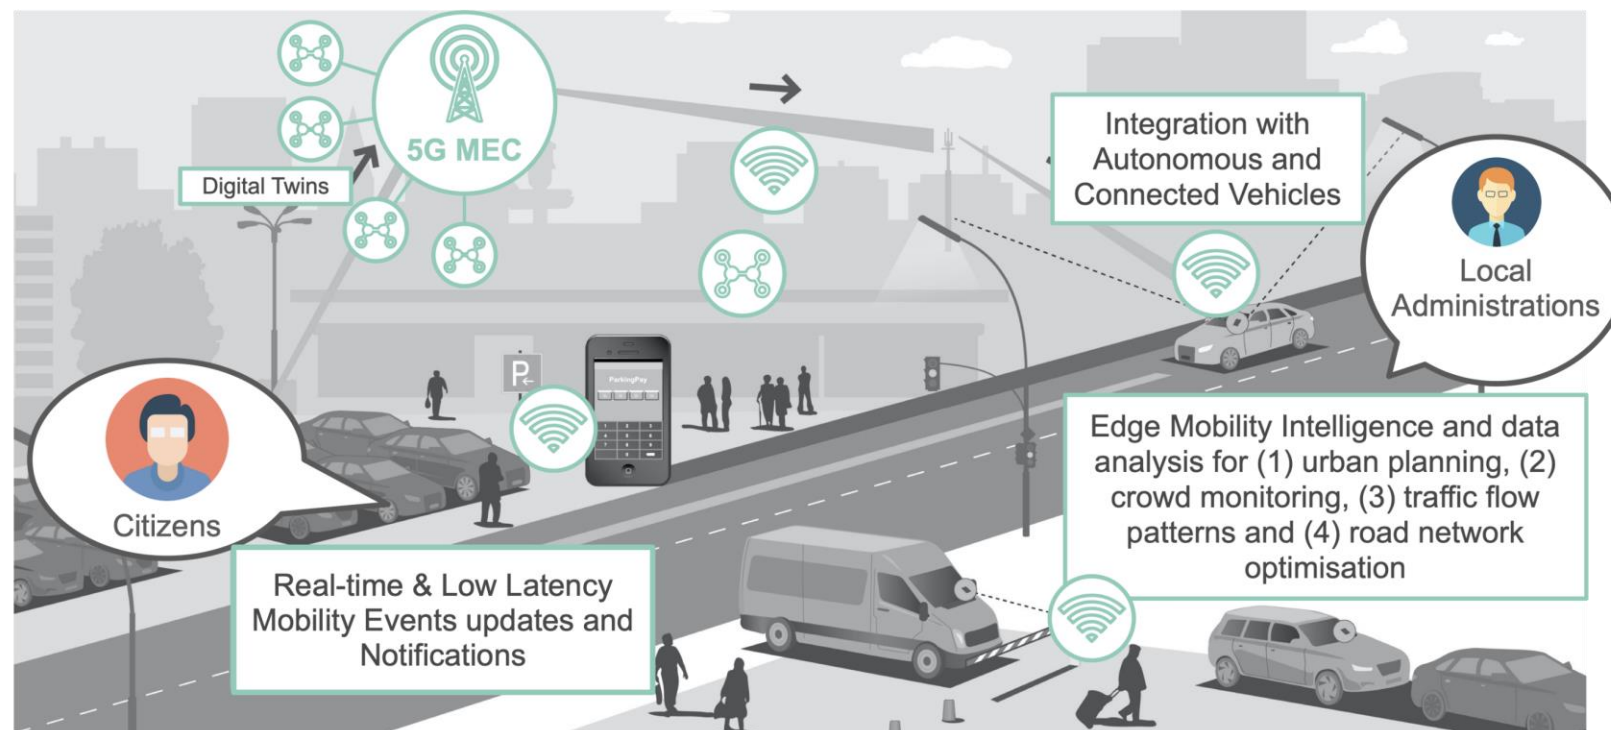 5G MEC
Digital Twins
Integration with
Autonomous and
Connected Vehicles
Local
Administrations
P
ParkingPay
Citizens
Edge Mobility Intelligence and data
analysis for (1) urban planning, (2)
crowd monitoring, (3) traffic flow
patterns and (4) road network
optimisation
Real-time & Low Latency
Mobility Events updates and
Notifications